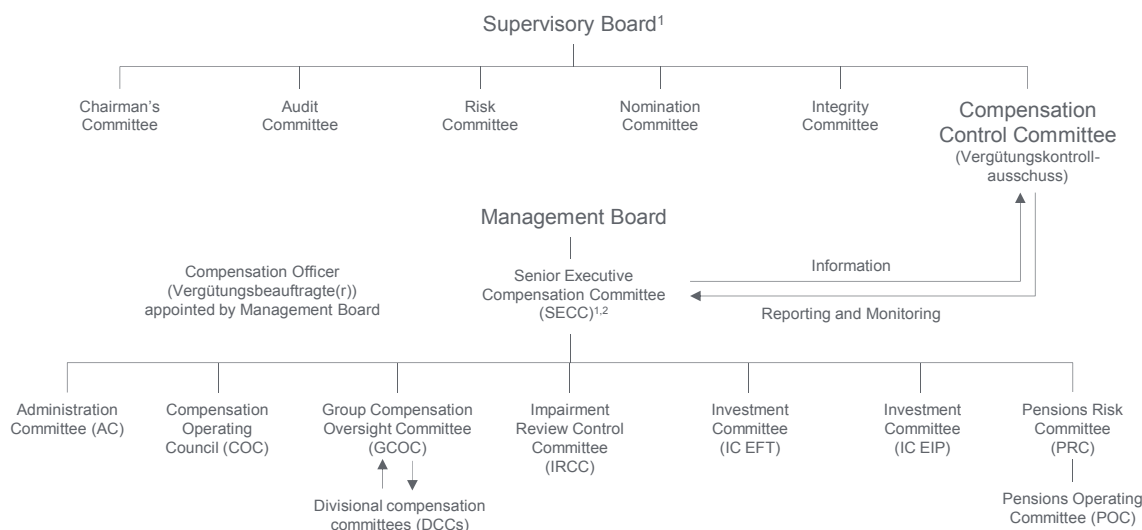 Supervisory Board¹
Chairman's
Committee
Audit
Committee
Risk
Committee
Nomination
Committee
Integrity
Committee
Compensation
Control Committee
(Vergütungskontroll-
ausschuss)
Management Board
Compensation Officer
(Vergütungsbeauftragte(r))
appointed by Management Board
Senior Executive
Compensation Committee
(SECC)¹,²
Information
Reporting and Monitoring
Administration
Committee (AC)
Compensation
Operating
Council (COC)
Group Compensation
Oversight Committee
(GCOC)
Impairment
Review Control
Committee
(IRCC)
Investment
Committee
(IC EFT)
Investment
Committee
(IC EIP)
Pensions Risk
Committee
(PRC)
Divisional compensation
committees (DCCs)
Pensions Operating
Committee (POC)